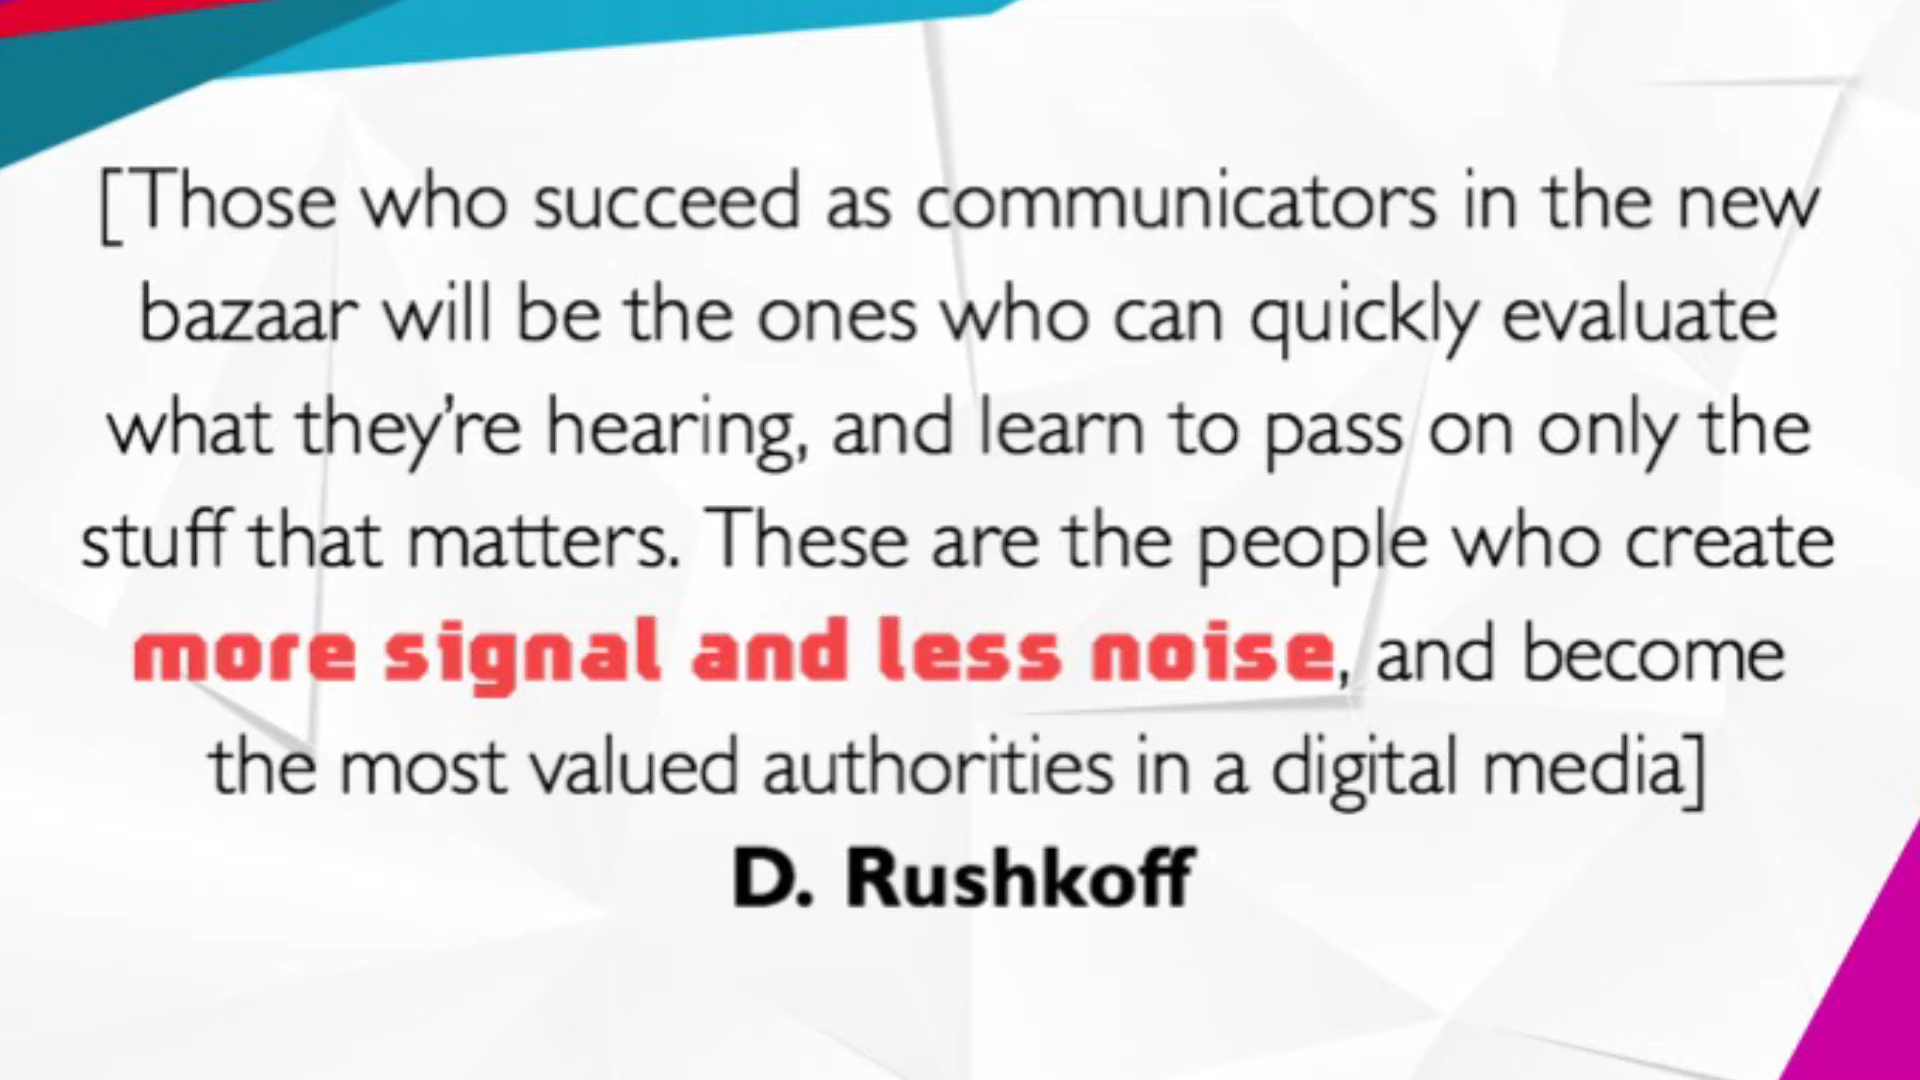 [Those who succeed as communicators in the new
bazaar will be the ones who can quickly evaluate
what they’re hearing, and learn to pass on only the
stuff that matters. These are the people who create
more signal and less noise, and become
the most valued authorities in a digital media]
D. Rushkoff